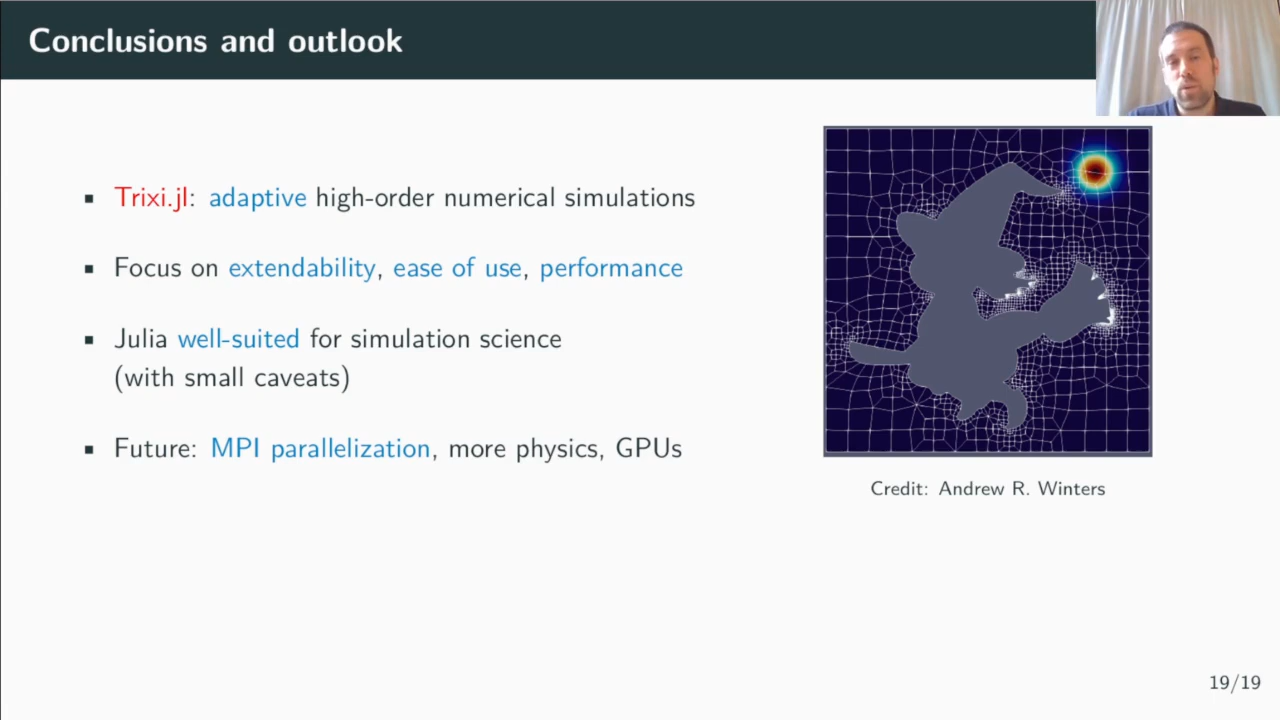 Conclusions and outlook
Trixi.jl: adaptive high-order numerical simulations
Focus on extendability, ease of use, performance
Julia well-suited for simulation science
(with small caveats)
Future: MPI parallelization, more physics, GPUs
Credit: Andrew R. Winters
19/19